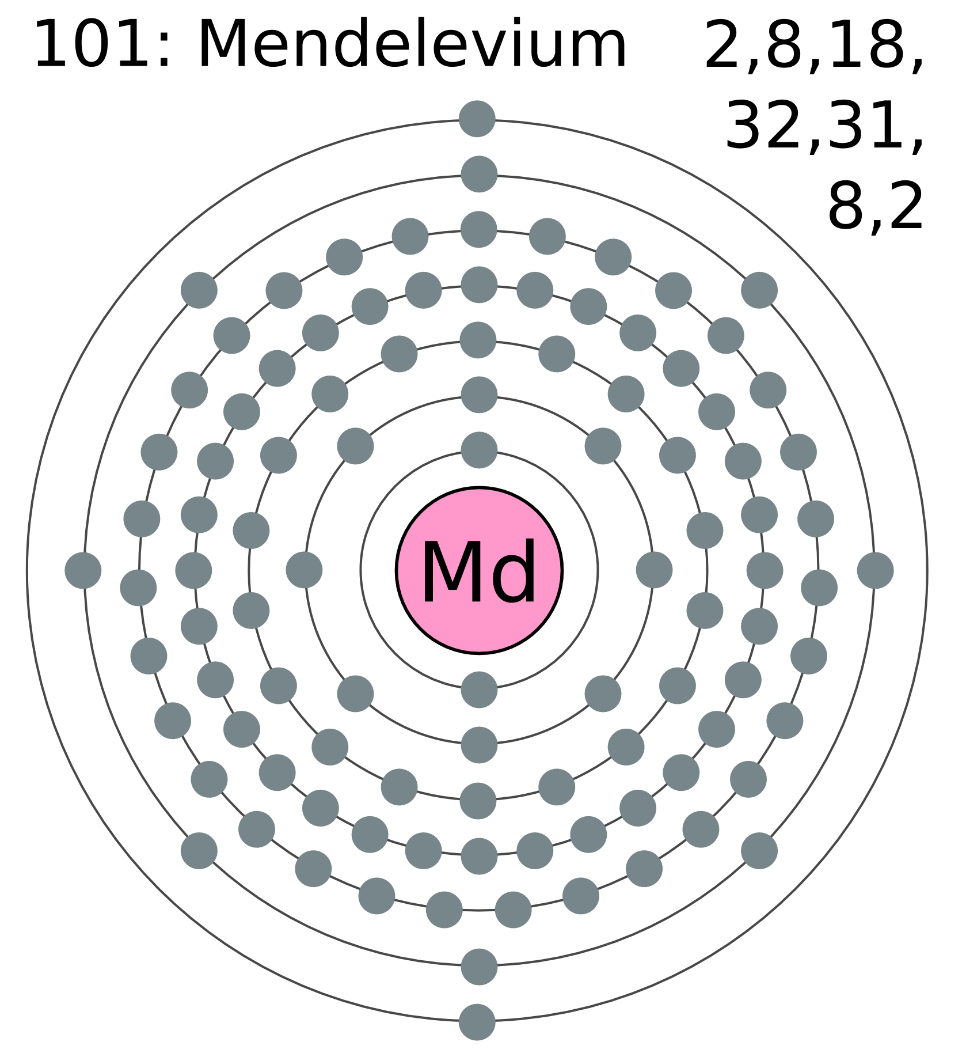 101: Mendelevium
2,8,18,
32,31,
8,2
Md